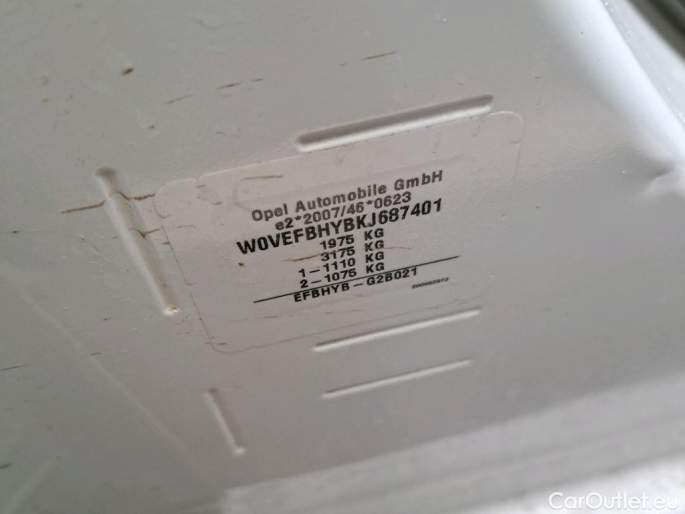 Opel Automobile GmbH
e2*2007/46*0623
W0VEFBHYBKJ687401
1975 KG
3175 KG
1-1110 KG
2-1075 KG
EFBHYB-G2B021
CarOutlet.eu